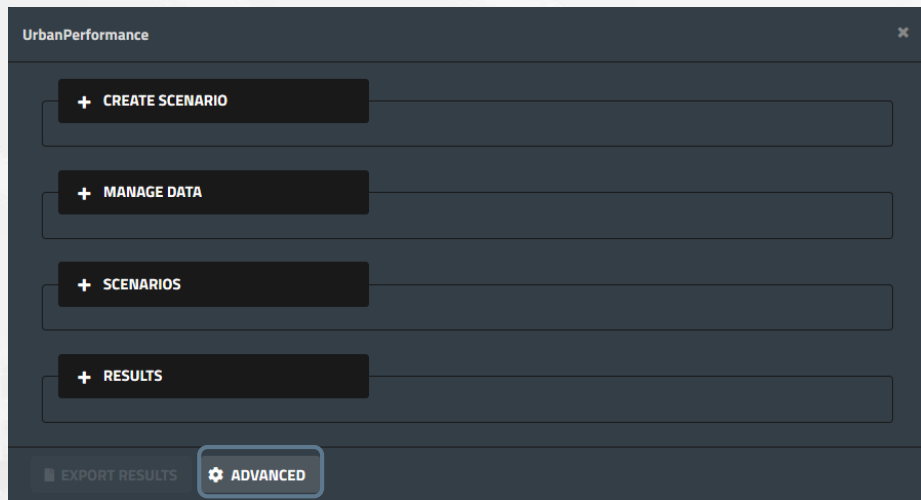 UrbanPerformance
CREATE SCENARIO
MANAGE DATA
SCENARIOS
RESULTS
EXPORT RESULTS
ADVANCED